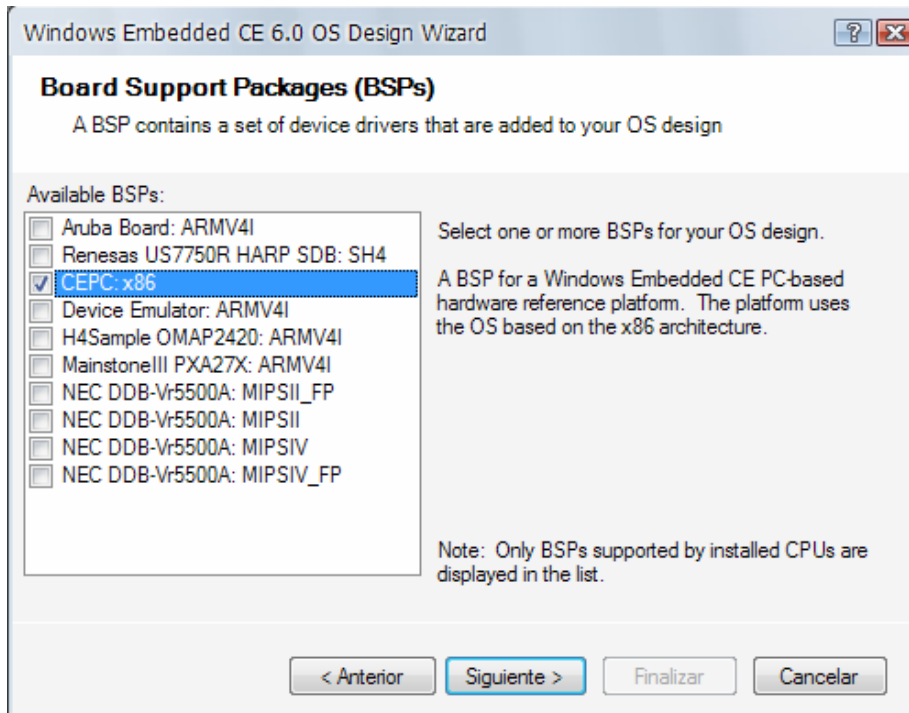 Windows Embedded CE 6.0 OS Design Wizard
Board Support Packages (BSPs)
A BSP contains a set of device drivers that are added to your OS design
Available BSPs:
Aruba Board: ARMV4I
Renesas US7750R HARP SDB: SH4
CEPC: x86
Device Emulator: ARMV4I
H4Sample OMAP2420: ARMV4I
MainstoneIII PXA27X: ARMV4I
NEC DDB-Vr5500A: MIPSII_FP
NEC DDB-Vr5500A: MIPSII
NEC DDB-Vr5500A: MIPSIV
NEC DDB-Vr5500A: MIPSIV_FP
Select one or more BSPs for your OS design.
A BSP for a Windows Embedded CE PC-based
hardware reference platform.  The platform uses
the OS based on the x86 architecture.
Note:  Only BSPs supported by installed CPUs are
displayed in the list.
< Anterior
Siguiente >
Finalizar
Cancelar